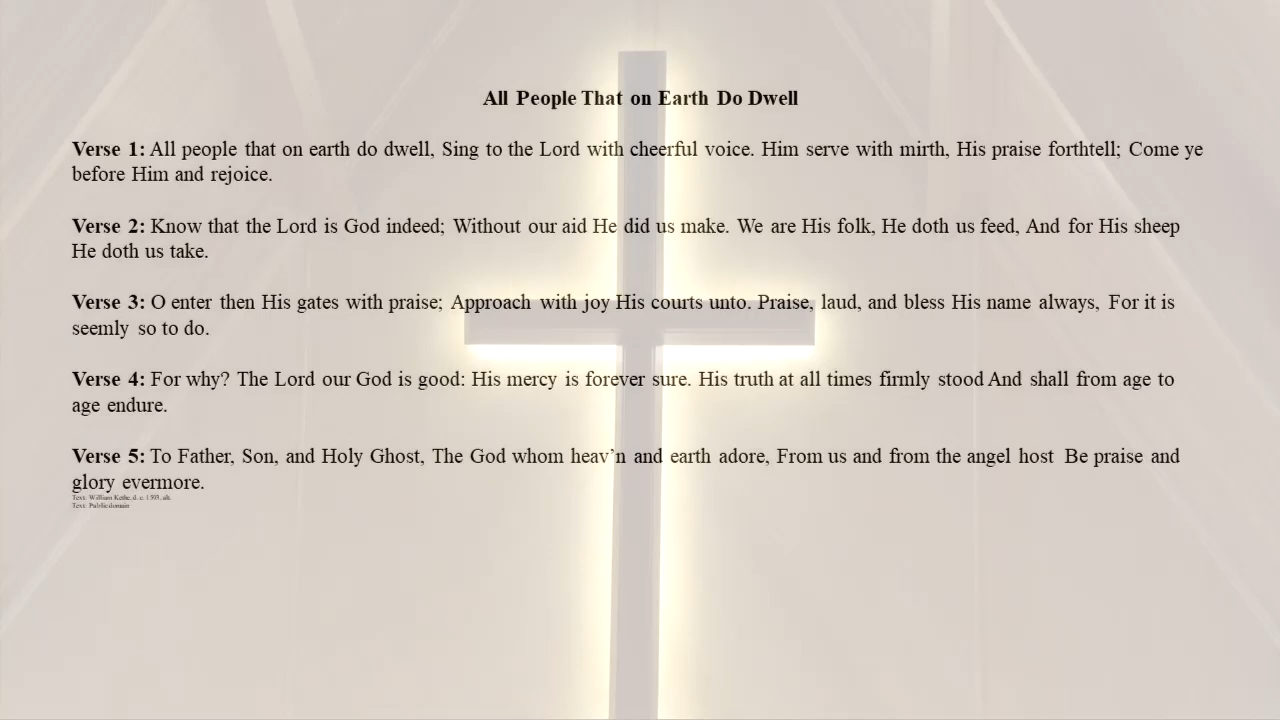 All People That on Earth Do Dwell
Verse 1: All people that on earth do dwell, Sing to the Lord with cheerful voice. Him serve with mirth, His praise forthtell; Come ye
before Him and rejoice.
Verse 2: Know that the Lord is God indeed; Without our aid He did us make. We are His folk, He doth us feed, And for His sheep
He doth us take.
Verse 3: O enter then His gates with praise; Approach with joy His courts unto. Praise, laud, and bless His name always, For it is
seemly so to do.
Verse 4: For why? The Lord our God is good: His mercy is forever sure. His truth at all times firmly stood And shall from age to
age endure.
Verse 5: To Father, Son, and Holy Ghost, The God whom heav’n and earth adore, From us and from the angel host Be praise and
glory evermore.
Text: William Kethe, d. c. 1593, alt.
Text: Public domain